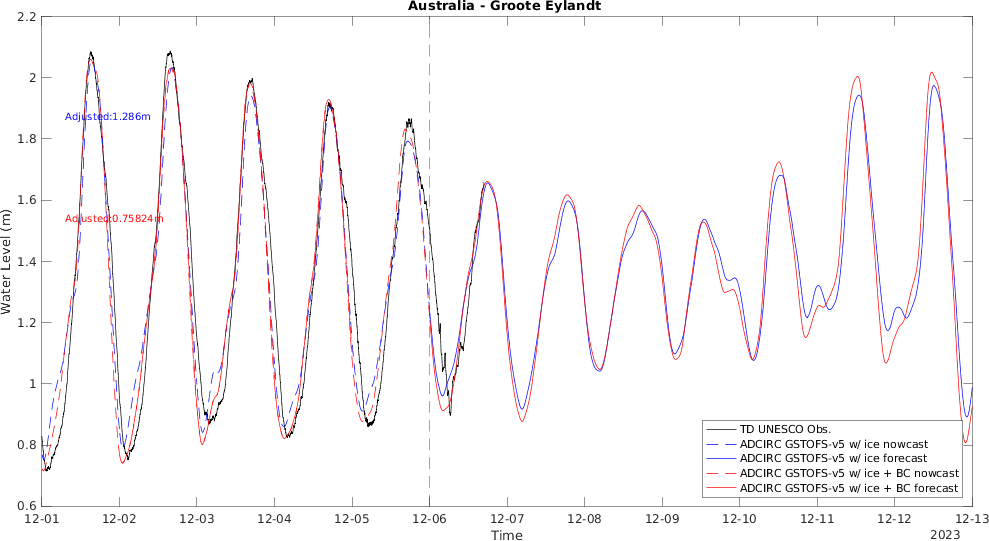 Australia - Groote Eylandt
2.2
2
1.8
1.6
1.4
1.2
1
0.8
0.6
Water Level (m)
Adjusted:1.286m
Adjusted:0.75824m
TD UNESCO Obs.
ADCIRC GSTOFS-v5 w/ ice nowcast
ADCIRC GSTOFS-v5 w/ ice forecast
ADCIRC GSTOFS-v5 w/ ice + BC nowcast
ADCIRC GSTOFS-v5 w/ ice + BC forecast
12-01 12-02 12-03 12-04 12-05 12-06 12-07 12-08 12-09 12-10 12-11 12-12 12-13
Time
2023